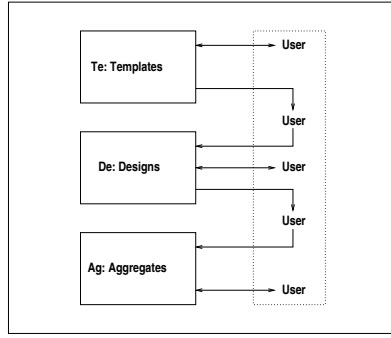 User
Te: Templates
User
De: Designs
User
User
Ag: Aggregates
User